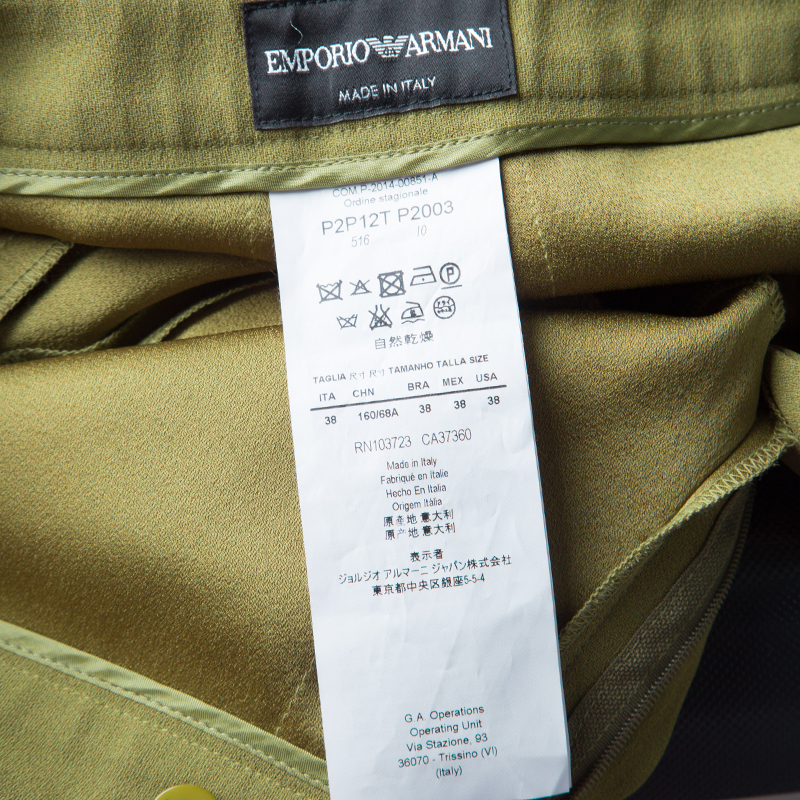 EMPORIO ARMANI
MADE IN ITALY
COM P-2014-00851-A
Ordine stagionale
P2P12T P2003
516 10
P
自然乾燥
TAGLIA 尺寸 尺寸 TAMANHO TALLA SIZE
ITA CHN BRA MEX USA
38 160/68A 38 38 38
RN103723 CA37360
Made in Italy
Fabriqué en Italie
Hecho En Italia
Origem Itália
原産地 意大利
原产地 意大利
表示者
ジョルジオ アルマーニ ジャパン株式会社
東京都中央区銀座5-5-4
G.A. Operations
Operating Unit
Via Stazione, 93
36070 - Trissino (VI)
(Italy)